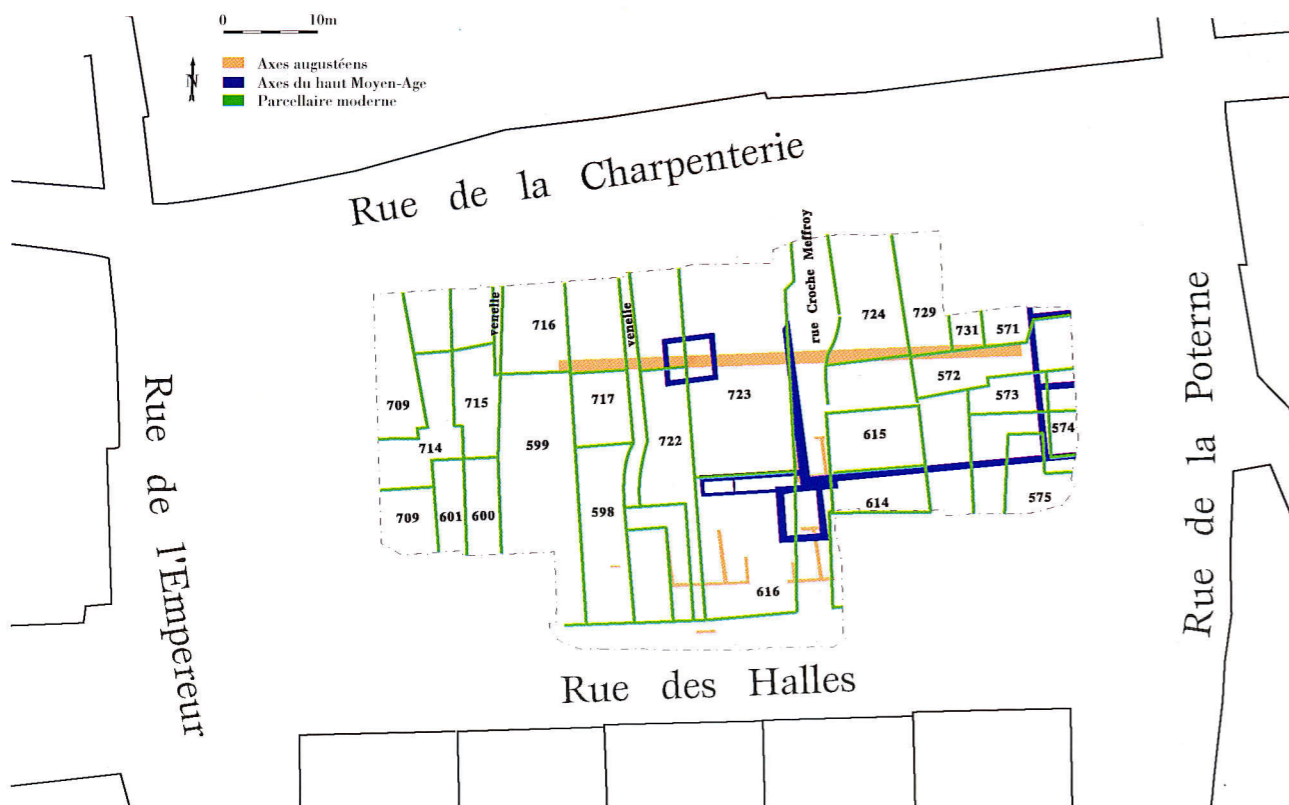 0 10m
N
Axes augustéens
Axes du haut Moyen-Age
Parcellaire moderne
Rue de la Charpenterie
Rue de l'Empereur
Rue de la Poterne
Rue des Halles
venelle
venelle
rue Croche Meffroy
716
724
729
731
571
709
715
717
723
572
573
714
599
722
615
574
709
601
600
598
614
575
616